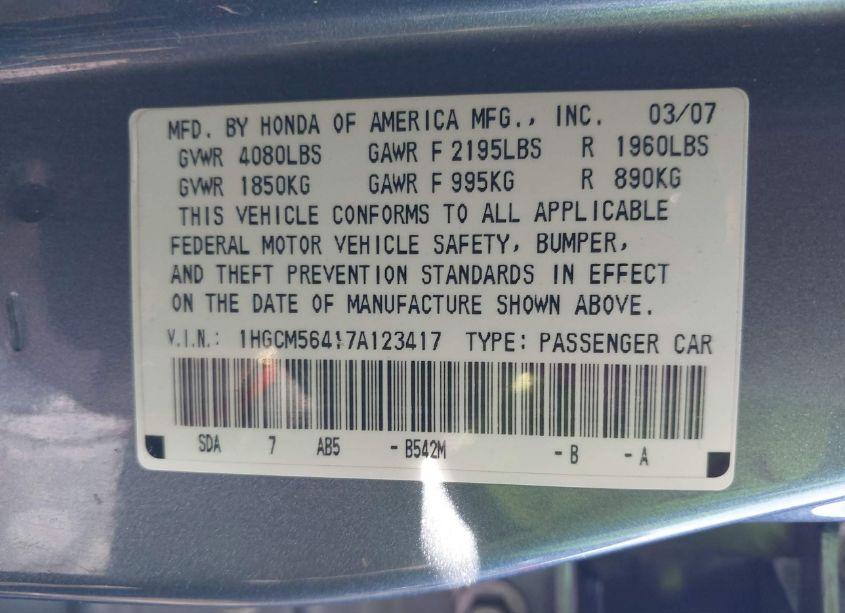 MFD. BY HONDA OF AMERICA MFG., INC. 03/07
GVWR 4080LBS GAWR F 2195LBS R 1960LBS
GVWR 1850KG GAWR F 995KG R 890KG
THIS VEHICLE CONFORMS TO ALL APPLICABLE
FEDERAL MOTOR VEHICLE SAFETY, BUMPER,
AND THEFT PREVENTION STANDARDS IN EFFECT
ON THE DATE OF MANUFACTURE SHOWN ABOVE.
V.I.N.: 1HGCM56417A123417 TYPE: PASSENGER CAR
SDA 7 AB5 - B542M - B - A